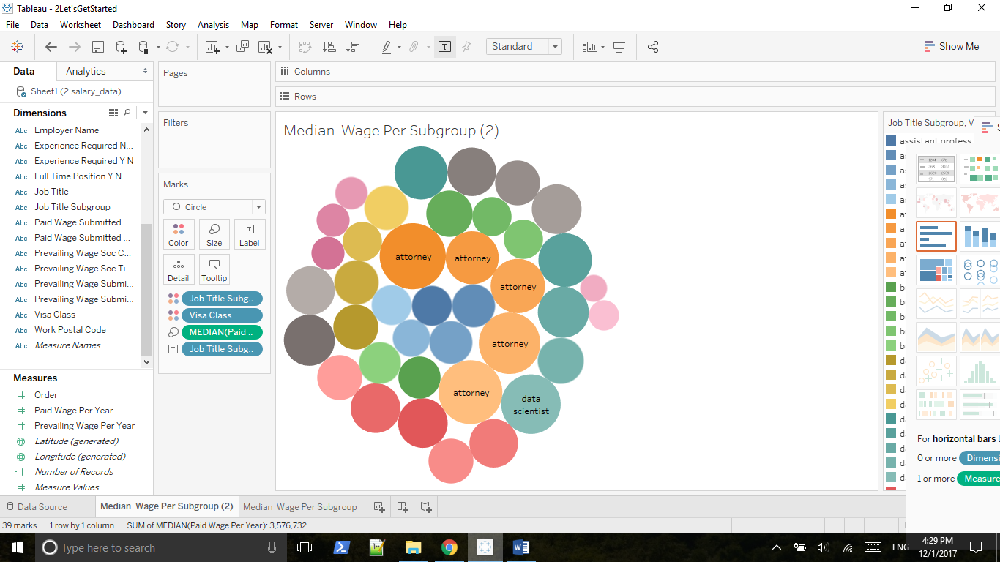 Tableau - 2Let'sGetStarted
File Data Worksheet Dashboard Story Analysis Map Format Server Window Help
Standard
Show Me
Data Analytics
Sheet1 (2.salary_data)
Dimensions
Abc Employer Name
Abc Experience Required N...
Abc Experience Required Y N
Abc Full Time Position Y N
Abc Job Title
Abc Job Title Subgroup
Abc Paid Wage Submitted
Abc Paid Wage Submitted ...
Abc Prevailing Wage Soc C...
Abc Prevailing Wage Soc Ti...
Abc Prevailing Wage Submi...
Abc Prevailing Wage Submi...
Abc Visa Class
Abc Work Postal Code
Abc Measure Names
Measures
# Order
# Paid Wage Per Year
# Prevailing Wage Per Year
Latitude (generated)
Longitude (generated)
=# Number of Records
# Measure Values
Pages
Filters
Marks
Circle
Color Size Label
Detail Tooltip
Job Title Subg..
Visa Class
MEDIAN(Paid ..
Job Title Subg..
Columns
Rows
Median Wage Per Subgroup (2)
attorney
attorney
attorney
attorney
attorney
data
scientist
Job Title Subgroup, V
assistant profess
For horizontal bars t
0 or more Dimensi
1 or more Measure
Data Source
Median Wage Per Subgroup (2)
Median Wage Per Subgroup
39 marks 1 row by 1 column SUM of MEDIAN(Paid Wage Per Year): 3,576,732
Type here to search
ENG
4:29 PM
12/1/2017